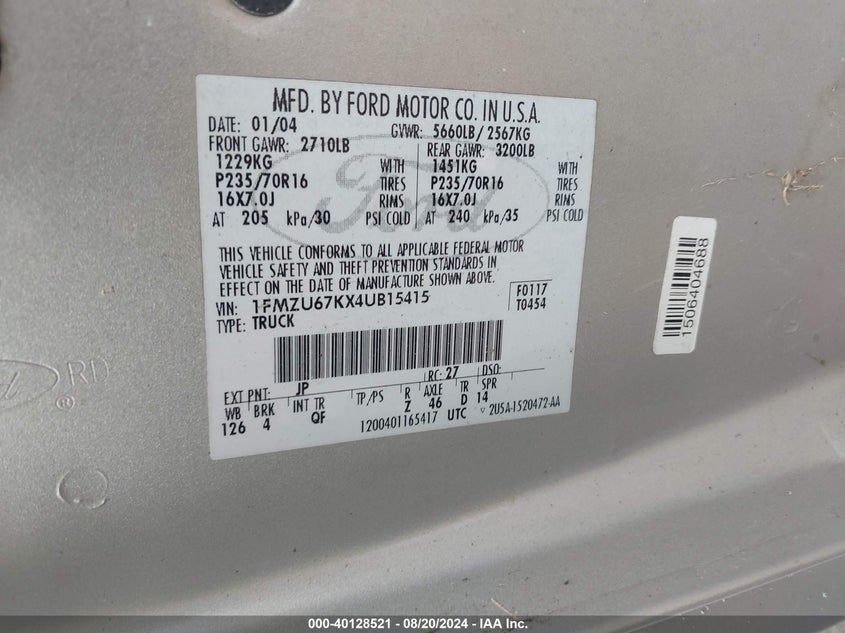 MFD. BY FORD MOTOR CO. IN U.S.A.
DATE: 01/04 GVWR: 5660LB/ 2567KG
FRONT GAWR: 2710LB REAR GAWR: 3200LB
1229KG WITH 1451KG WITH
P235/70R16 TIRES P235/70R16 TIRES
16X7.0J RIMS 16X7.0J RIMS
AT 205 kPa/30 PSI COLD AT 240 kPa/35 PSI COLD
THIS VEHICLE CONFORMS TO ALL APPLICABLE FEDERAL MOTOR
VEHICLE SAFETY AND THEFT PREVENTION STANDARDS IN
EFFECT ON THE DATE OF MANUFACTURE SHOWN ABOVE.
VIN: 1FMZU67KX4UB15415 F0117
TYPE: TRUCK T0454
EXT PNT: JP RC: 27 DSO:
WB BRK INT TR TP/PS R AXLE TR SPR
126 4 QF Z 46 D 14
1200401165417 UTC ▽ 2U5A-1520472-AA
Ford
1506404688
RD
®
000-40128521 - 08/20/2024 - IAA Inc.